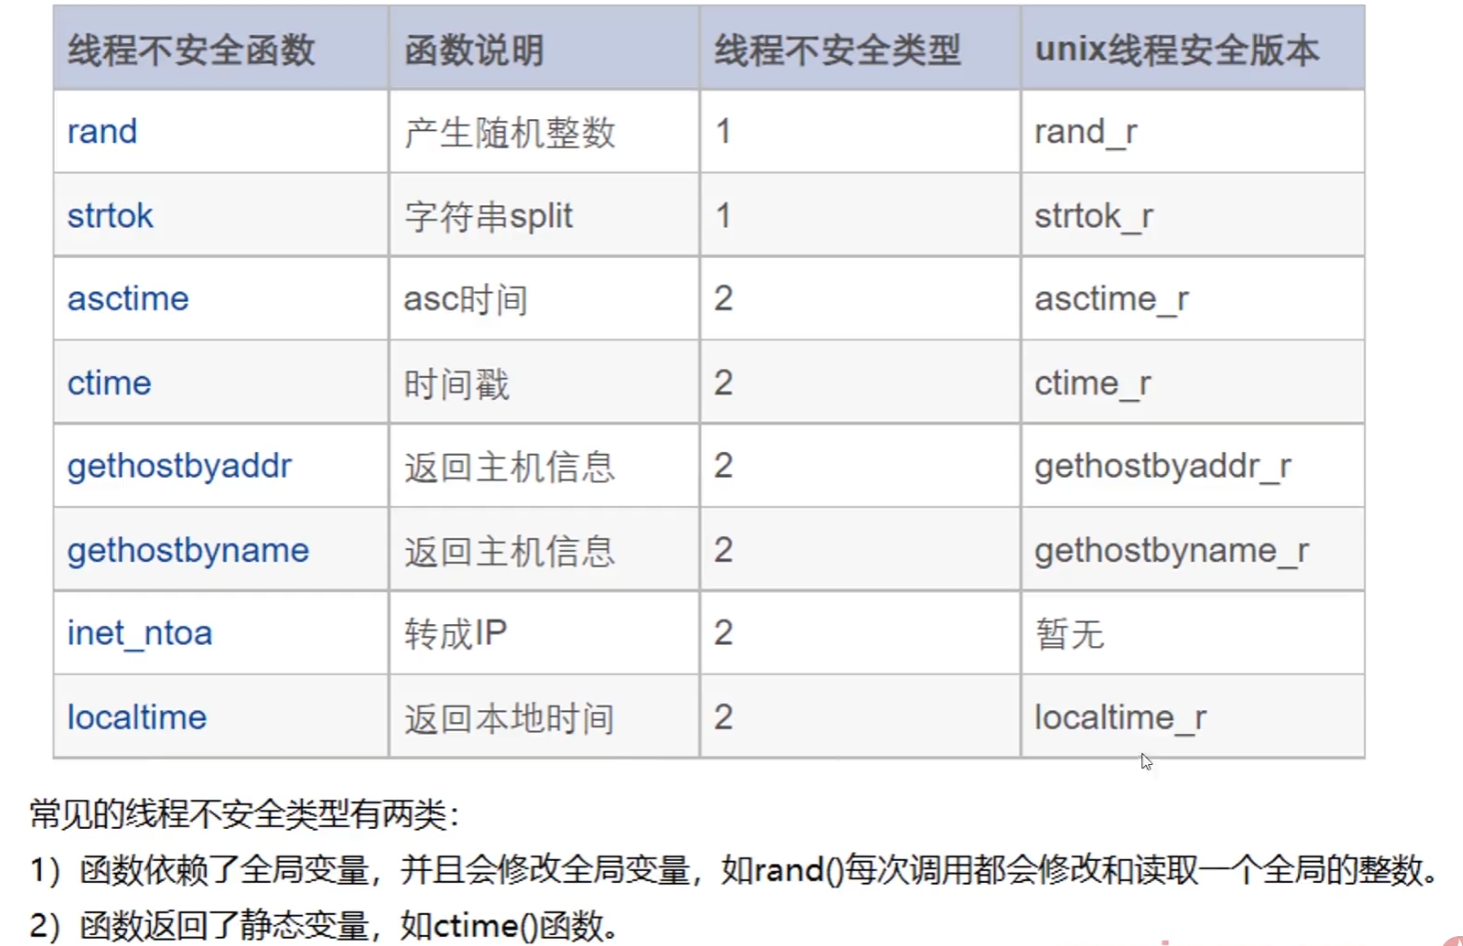 线程不安全函数 函数说明 线程不安全类型 unix线程安全版本
rand 产生随机整数 1 rand_r
strtok 字符串split 1 strtok_r
asctime asc时间 2 asctime_r
ctime 时间戳 2 ctime_r
gethostbyaddr 返回主机信息 2 gethostbyaddr_r
gethostbyname 返回主机信息 2 gethostbyname_r
inet_ntoa 转成IP 2 暂无
localtime 返回本地时间 2 localtime_r
常见的线程不安全类型有两类：
1）函数依赖了全局变量，并且会修改全局变量，如rand()每次调用都会修改和读取一个全局的整数。
2）函数返回了静态变量，如ctime()函数。